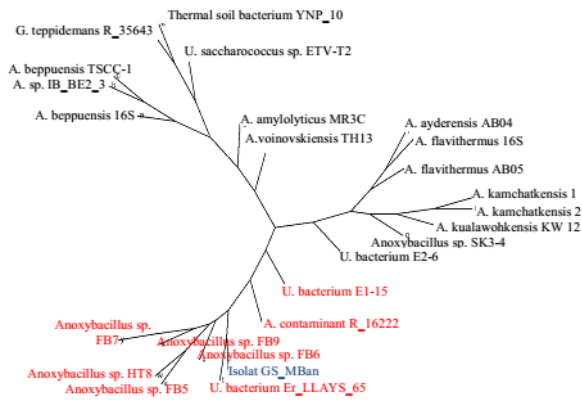 Thermal soil bacterium YNP_10
G. teppidemans R_35643
U. saccharococcus sp. ETV-T2
A. beppuensis TSCC-1
A. sp. IB_BE2_3
A. beppuensis 16S
A. amylolyticus MR3C
A.voinovskiensis TH13
A. ayderensis AB04
A. flavithermus 16S
A. flavithermus AB05
A. kamchatkensis 1
A. kamchatkensis 2
A. kualawohkensis KW 12
Anoxybacillus sp. SK3-4
U. bacterium E2-6
U. bacterium E1-15
A. contaminant R_16222
Anoxybacillus sp.
FB7
Anoxybacillus sp. FB9
Anoxybacillus sp. FB6
Isolat GS_MBan
Anoxybacillus sp. HT8
Anoxybacillus sp. FB5
U. bacterium Er_LLAYS_65